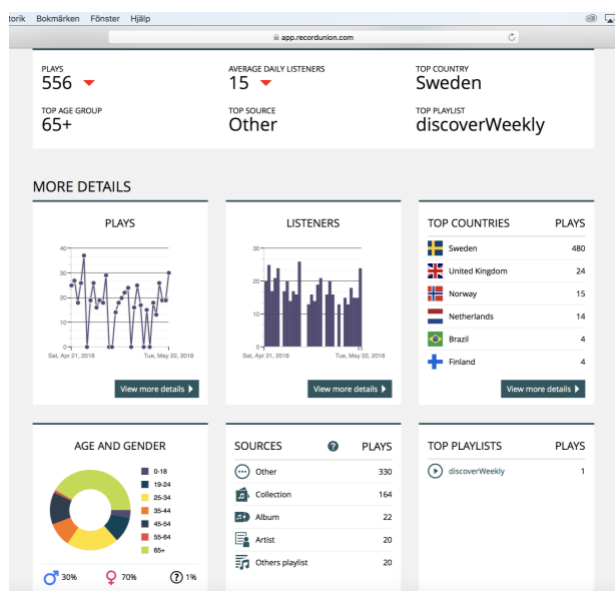 torik Bokmärken Fönster Hjälp
app.recordunion.com
PLAYS
556
AVERAGE DAILY LISTENERS
15
TOP COUNTRY
Sweden
TOP AGE GROUP
65+
TOP SOURCE
Other
TOP PLAYLIST
discoverWeekly
MORE DETAILS
PLAYS
40
30
20
10
0
Sat, Apr 21, 2018 Tue, May 22, 2018
View more details
LISTENERS
30
20
10
0
Sat, Apr 21, 2018 Tue, May 22, 2018
View more details
TOP COUNTRIES PLAYS
Sweden 480
United Kingdom 24
Norway 15
Netherlands 14
Brazil 4
Finland 4
View more details
AGE AND GENDER
0-18
19-24
25-34
35-44
45-54
55-64
65+
30% 70% ? 1%
SOURCES ? PLAYS
Other 330
Collection 164
Album 22
Artist 20
Others playlist 20
TOP PLAYLISTS PLAYS
discoverWeekly 1